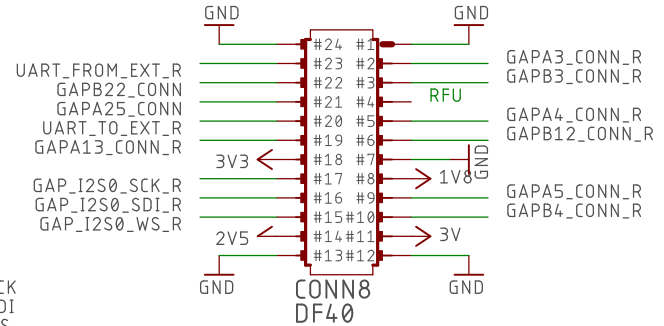 GND
GND
#24 #1
#23 #2
#22 #3
#21 #4
#20 #5
#19 #6
#18 #7
#17 #8
#16 #9
#15 #10
#14 #11
#13 #12
UART_FROM_EXT_R
GAPB22_CONN
GAPA25_CONN
UART_TO_EXT_R
GAPA13_CONN_R
3V3
GAP_I2S0_SCK_R
GAP_I2S0_SDI_R
GAP_I2S0_WS_R
2V5
GND
GAPA3_CONN_R
GAPB3_CONN_R
RFU
GAPA4_CONN_R
GAPB12_CONN_R
GND
1V8
GAPA5_CONN_R
GAPB4_CONN_R
3V
GND
CONN8
DF40
CK
DI